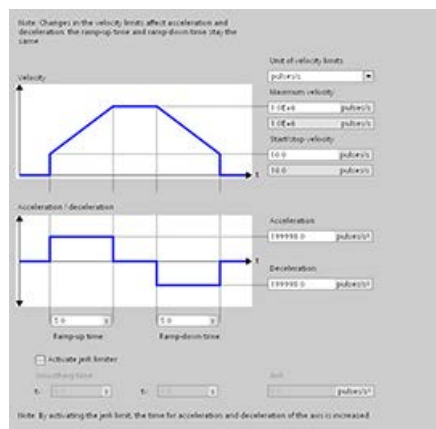 Note: Changes in the velocity limits affect acceleration and
deceleration: the ramp-up time and ramp-down time stay the
same
Unit of velocity limits
pulses/s
Velocity
Maximum velocity
1.0E+6 pulses/s
1.0E+6 pulses/s
Start/stop velocity
10.0 pulses/s
10.0 pulses/s
t
Acceleration / deceleration
Acceleration
199998.0 pulses/s²
t
Deceleration
199998.0 pulses/s²
5.0 s
5.0 s
Ramp-up time
Ramp-down time
Activate jerk limiter
Smoothing time
Jerk
s
s
pulses/s³
Note: By activating the jerk limit, the time for acceleration and deceleration of the axis is increased.